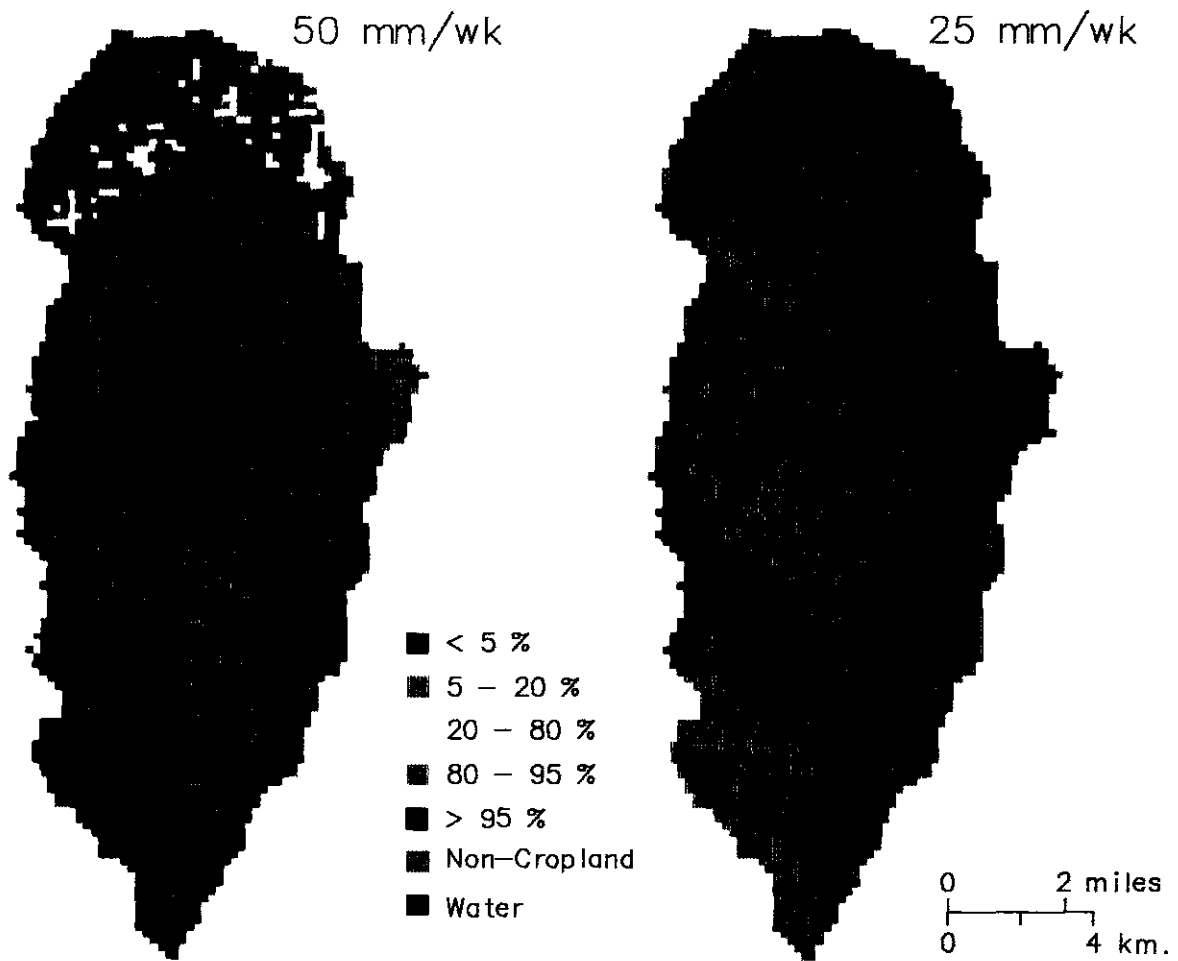 50 mm/wk
25 mm/wk
< 5 %
5 – 20 %
20 – 80 %
80 – 95 %
> 95 %
Non–Cropland
Water
0 2 miles
0 4 km.